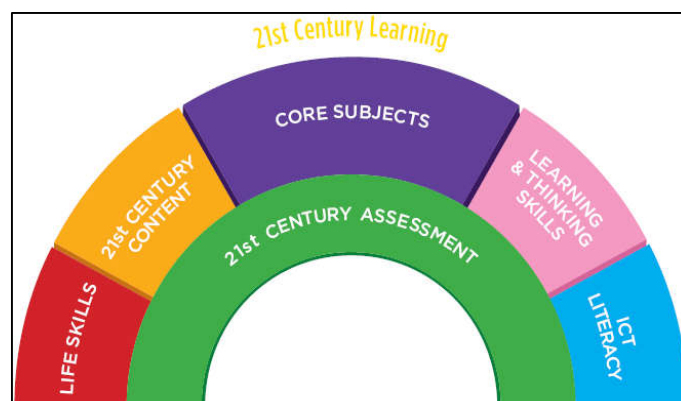 21st Century Learning
CORE SUBJECTS
21st CENTURY
CONTENT
LEARNING
& THINKING
SKILLS
21st CENTURY ASSESSMENT
LIFE SKILLS
ICT
LITERACY